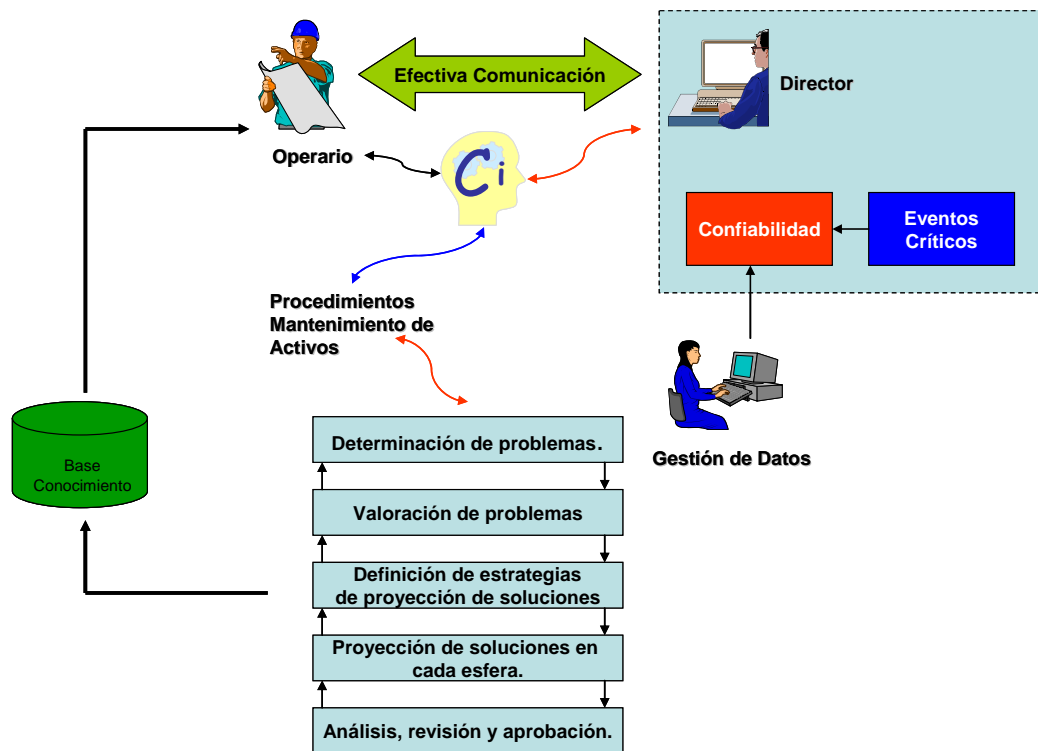 Efectiva Comunicación
Director
Operario
Ci
Confiabilidad
Eventos
Críticos
Procedimientos
Mantenimiento de
Activos
Base
Conocimiento
Gestión de Datos
Determinación de problemas.
Valoración de problemas
Definición de estrategias
de proyección de soluciones
Proyección de soluciones en
cada esfera.
Análisis, revisión y aprobación.